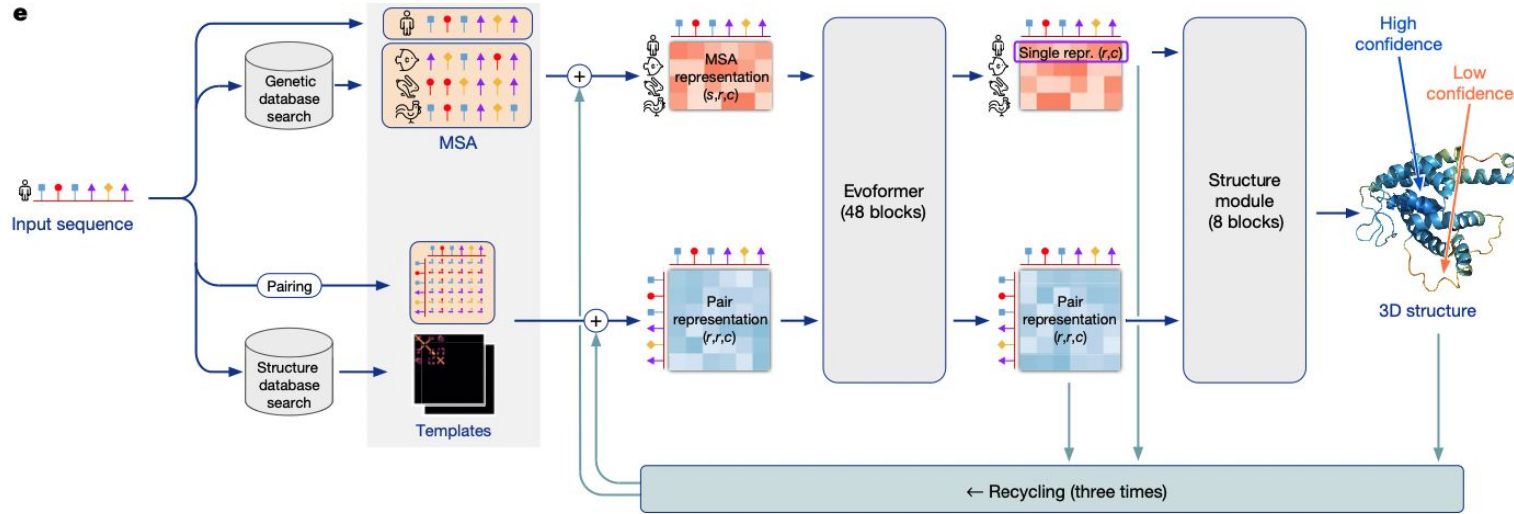 e
Genetic
database
search
MSA
MSA
representation
(s,r,c)
Single repr. (r,c)
High
confidence
Low
confidence
Input sequence
Evoformer
(48 blocks)
Structure
module
(8 blocks)
Pairing
Pair
representation
(r,r,c)
Pair
representation
(r,r,c)
3D structure
Structure
database
search
Templates
← Recycling (three times)